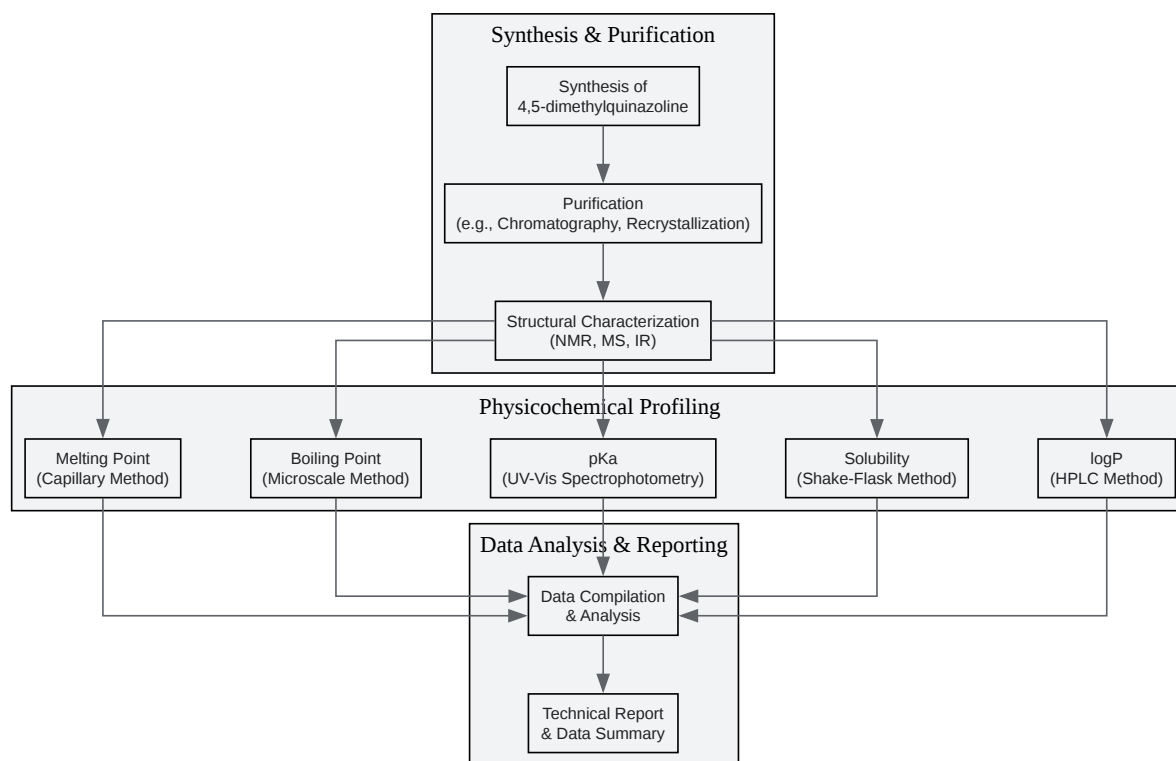 Synthesis & Purification
Synthesis of
4,5-dimethylquinazoline
Purification
(e.g., Chromatography, Recrystallization)
Structural Characterization
(NMR, MS, IR)
Physicochemical Profiling
Melting Point
(Capillary Method)
Boiling Point
(Microscale Method)
pKa
(UV-Vis Spectrophotometry)
Solubility
(Shake-Flask Method)
logP
(HPLC Method)
Data Analysis & Reporting
Data Compilation
& Analysis
Technical Report
& Data Summary